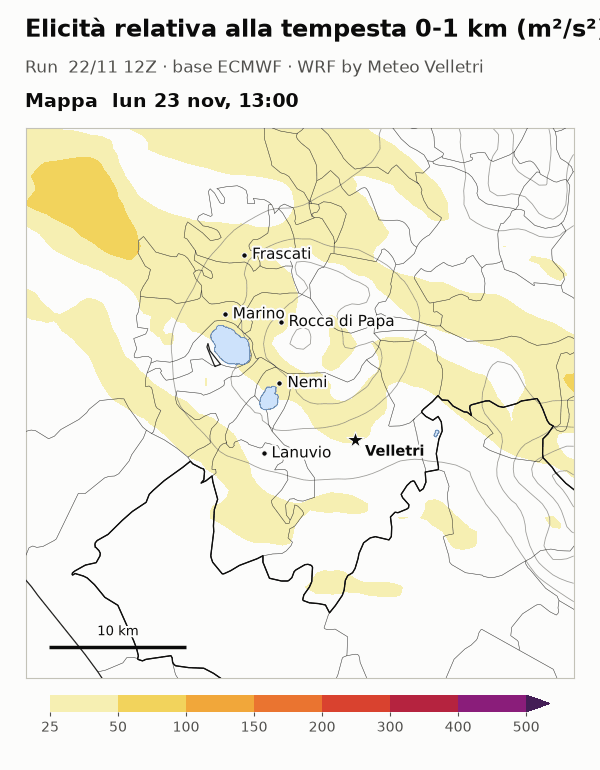 Elicità relativa alla tempesta 0-1 km (m²/s²)
Run 22/11 12Z · base ECMWF · WRF by Meteo Velletri
Mappa lun 23 nov, 13:00
Frascati
Marino
Rocca di Papa
Nemi
Velletri
Lanuvio
10 km
25 50 100 150 200 300 400 500